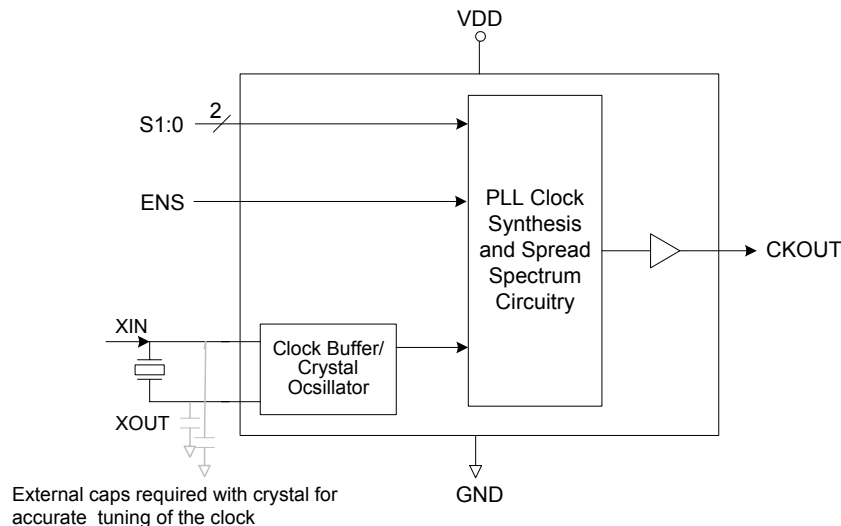 VDD
S1:0
2
ENS
PLL Clock
Synthesis
and Spread
Spectrum
Circuitry
CKOUT
XIN
Clock Buffer/
Crystal
Ocsillator
XOUT
GND
External caps required with crystal for
accurate tuning of the clock